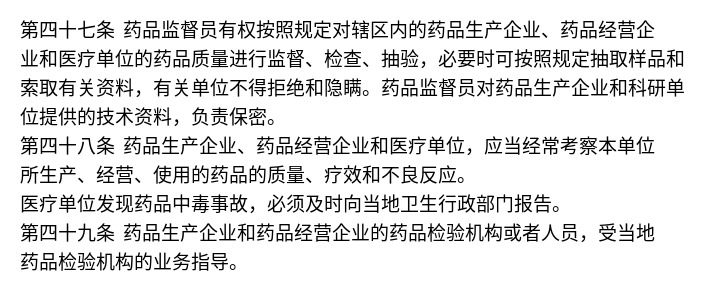 第四十七条 药品监督员有权按照规定对辖区内的药品生产企业、药品经营企
业和医疗单位的药品质量进行监督、检查、抽验，必要时可按照规定抽取样品和
索取有关资料，有关单位不得拒绝和隐瞒。药品监督员对药品生产企业和科研单
位提供的技术资料，负责保密。
第四十八条 药品生产企业、药品经营企业和医疗单位，应当经常考察本单位
所生产、经营、使用的药品的质量、疗效和不良反应。
医疗单位发现药品中毒事故，必须及时向当地卫生行政部门报告。
第四十九条 药品生产企业和药品经营企业的药品检验机构或者人员，受当地
药品检验机构的业务指导。